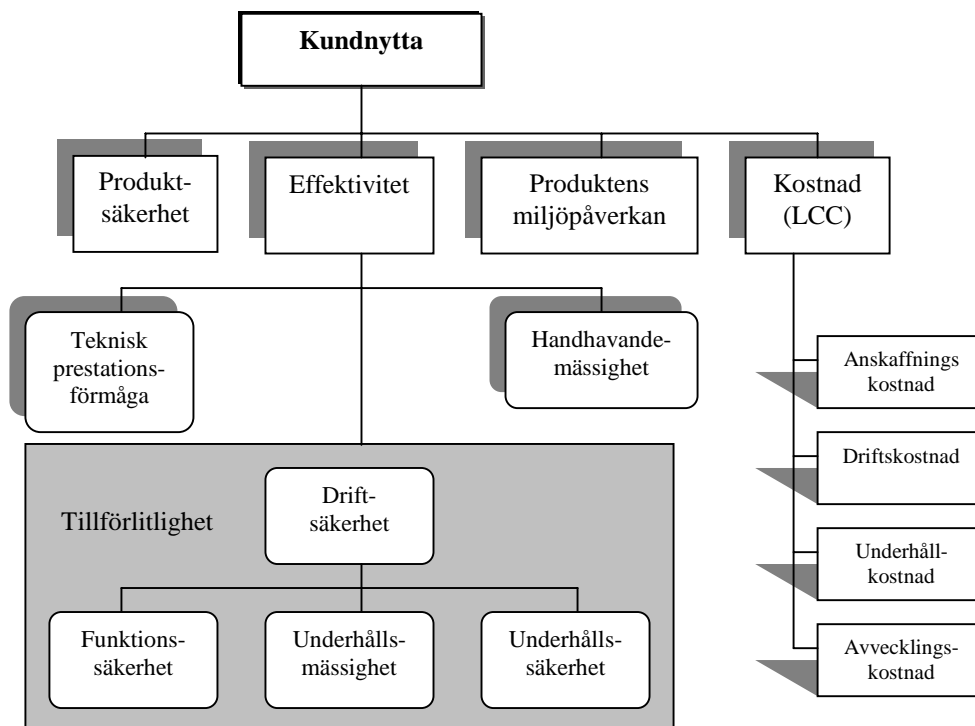 Kundnytta
Produkt-
säkerhet
Effektivitet
Produktens
miljöpåverkan
Kostnad
(LCC)
Teknisk
prestations-
förmåga
Handhavande-
mässighet
Anskaffnings
kostnad
Driftskostnad
Underhåll-
kostnad
Avvecklings-
kostnad
Tillförlitlighet
Drift-
säkerhet
Funktions-
säkerhet
Underhålls-
mässighet
Underhålls-
säkerhet